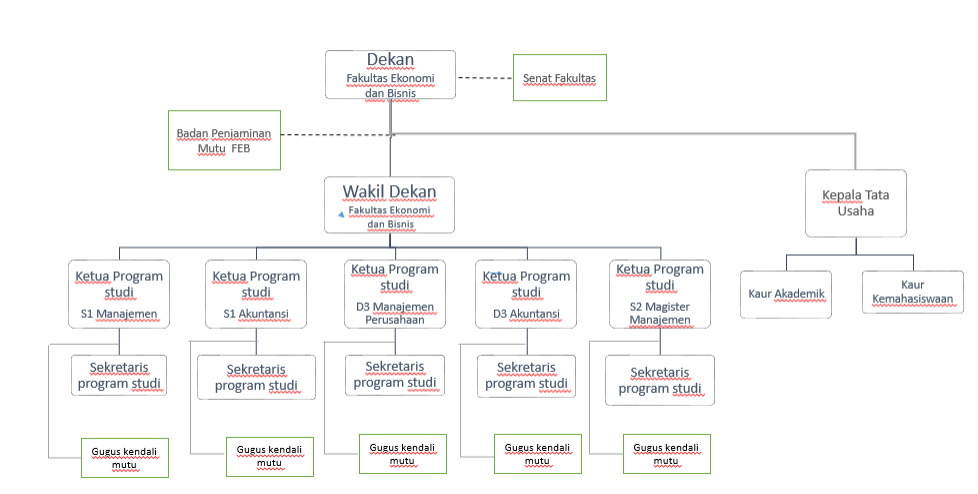 Dekan
Fakultas Ekonomi
dan Bisnis
Senat Fakultas
Badan Penjaminan
Mutu FEB
Wakil Dekan
Fakultas Ekonomi
dan Bisnis
Kepala Tata
Usaha
Ketua Program
studi
S1 Manajemen
Ketua Program
studi
S1 Akuntansi
Ketua Program
studi
D3 Manajemen
Perusahaan
Ketua Program
studi
D3 Akuntansi
Ketua Program
studi
S2 Magister
Manajemen
Kaur Akademik
Kaur
Kemahasiswaan
Sekretaris
program studi
Sekretaris
program studi
Sekretaris
program studi
Sekretaris
program studi
Sekretaris
program studi
Gugus kendali
mutu
Gugus kendali
mutu
Gugus kendali
mutu
Gugus kendali
mutu
Gugus kendali
mutu